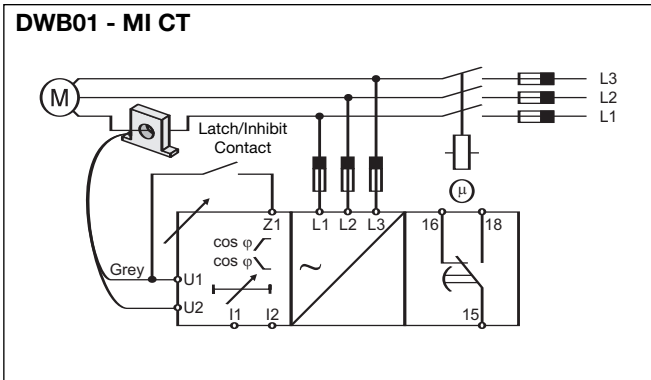 DWB01 - MI CT
L3
L2
L1
M
Latch/Inhibit
Contact
Z1 L1 L2 L3 16 18
μ
cos φ
cos φ
~
Grey
U1
U2
I1 I2
15